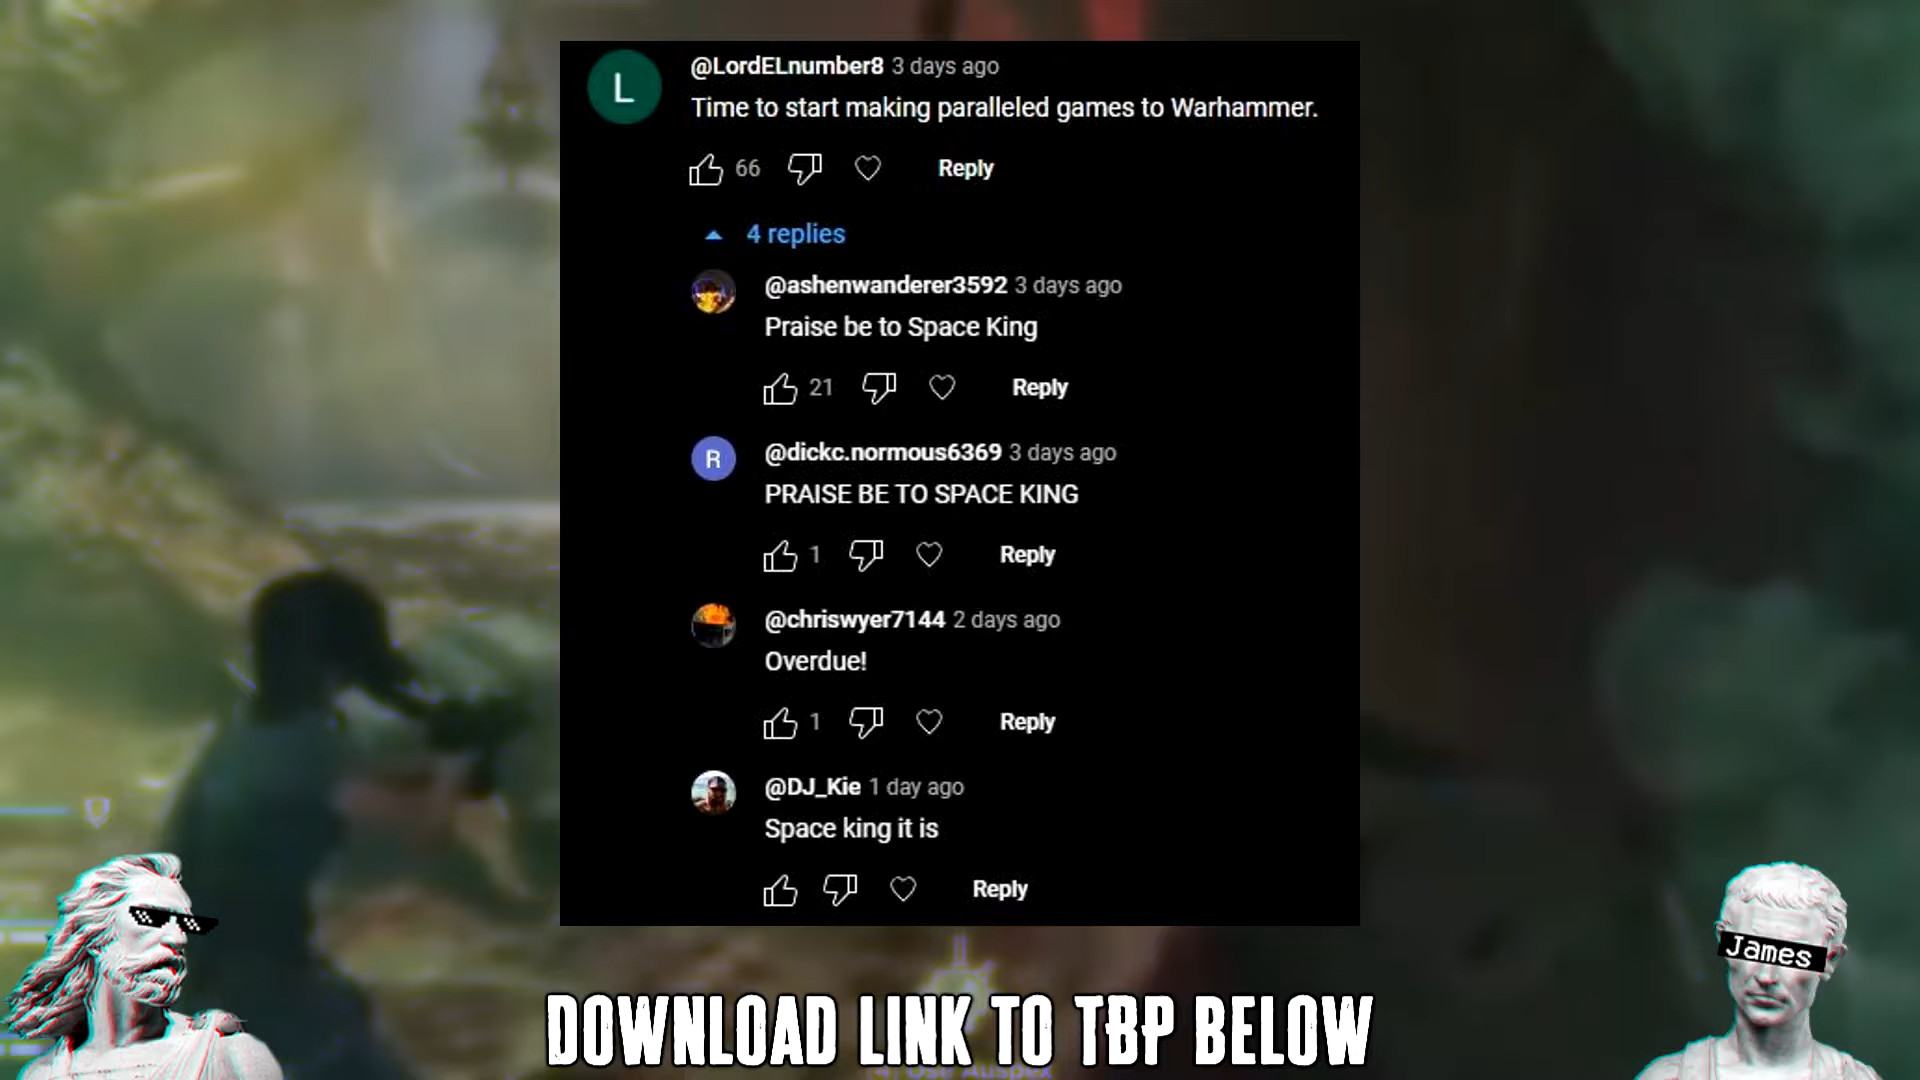 L
@LordELnumber8 3 days ago
Time to start making paralleled games to Warhammer.
66 Reply
4 replies
@ashenwanderer3592 3 days ago
Praise be to Space King
21 Reply
R
@dickc.normous6369 3 days ago
PRAISE BE TO SPACE KING
1 Reply
@chriswyer7144 2 days ago
Overdue!
1 Reply
@DJ_Kie 1 day ago
Space king it is
Reply
James
DOWNLOAD LINK TO TBP BELOW
Use Auspex